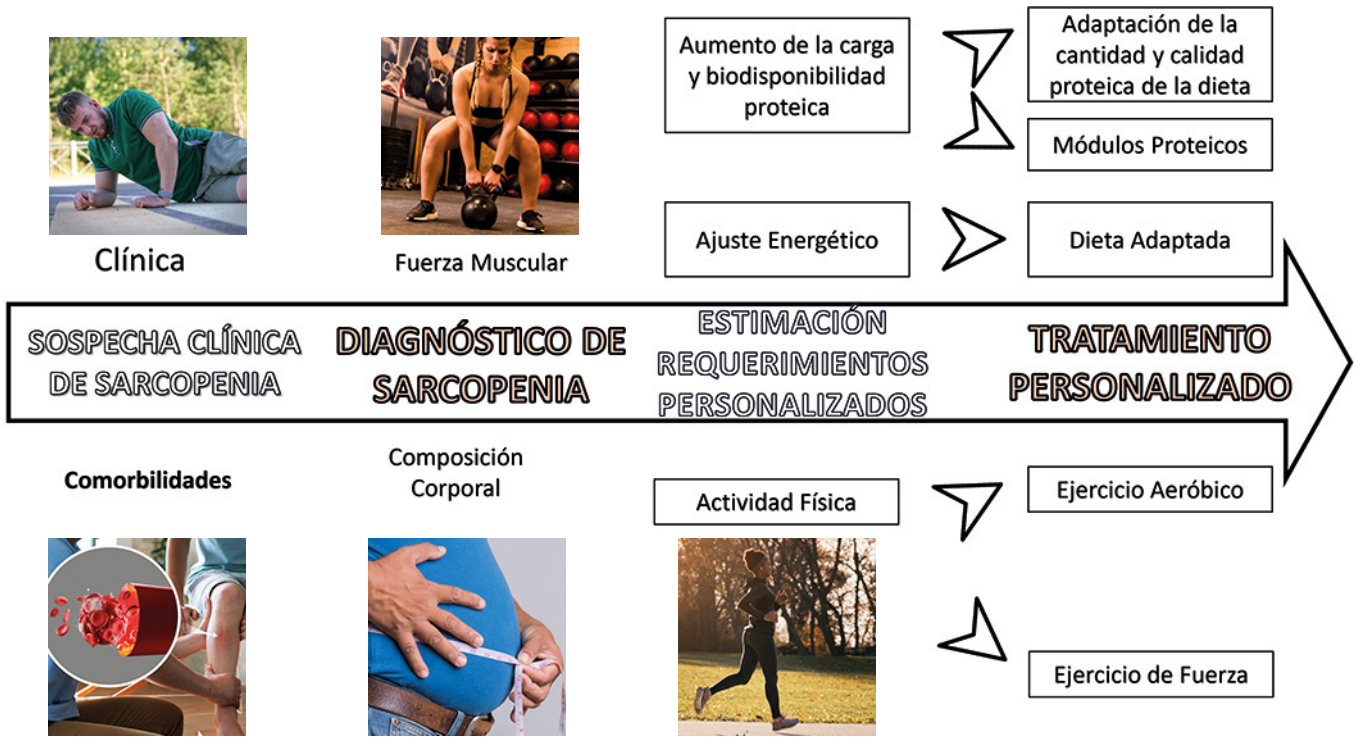 Aumento de la carga
y biodisponibilidad
proteica
Adaptación de la
cantidad y calidad
proteica de la dieta
Módulos Proteicos
Ajuste Energético
Dieta Adaptada
Clínica
Fuerza Muscular
SOSPECHA CLÍNICA
DE SARCOPENIA
DIAGNÓSTICO DE
SARCOPENIA
ESTIMACIÓN
REQUERIMIENTOS
PERSONALIZADOS
TRATAMIENTO
PERSONALIZADO
Comorbilidades
Composición
Corporal
Actividad Física
Ejercicio Aeróbico
Ejercicio de Fuerza